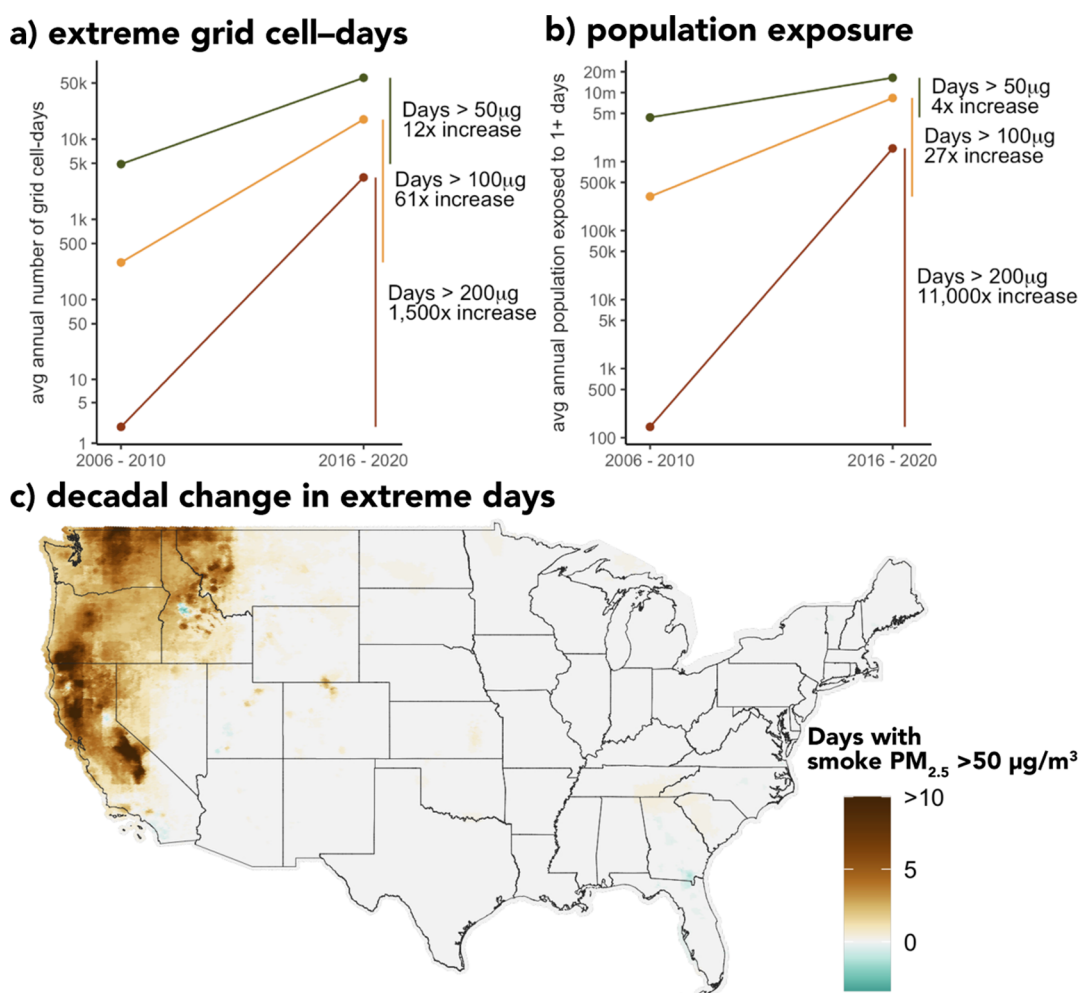 a) extreme grid cell–days
avg annual number of grid cell-days
50k
10k
5k
1k
500
100
50
10
5
1
2006 - 2010
2016 - 2020
Days > 50µg
12x increase
Days > 100µg
61x increase
Days > 200µg
1,500x increase
b) population exposure
avg annual population exposed to 1+ days
20m
10m
5m
1m
500k
100k
50k
10k
5k
1k
500
100
2006 - 2010
2016 - 2020
Days > 50µg
4x increase
Days > 100µg
27x increase
Days > 200µg
11,000x increase
c) decadal change in extreme days
Days with
smoke PM2.5 >50 µg/m³
>10
5
0